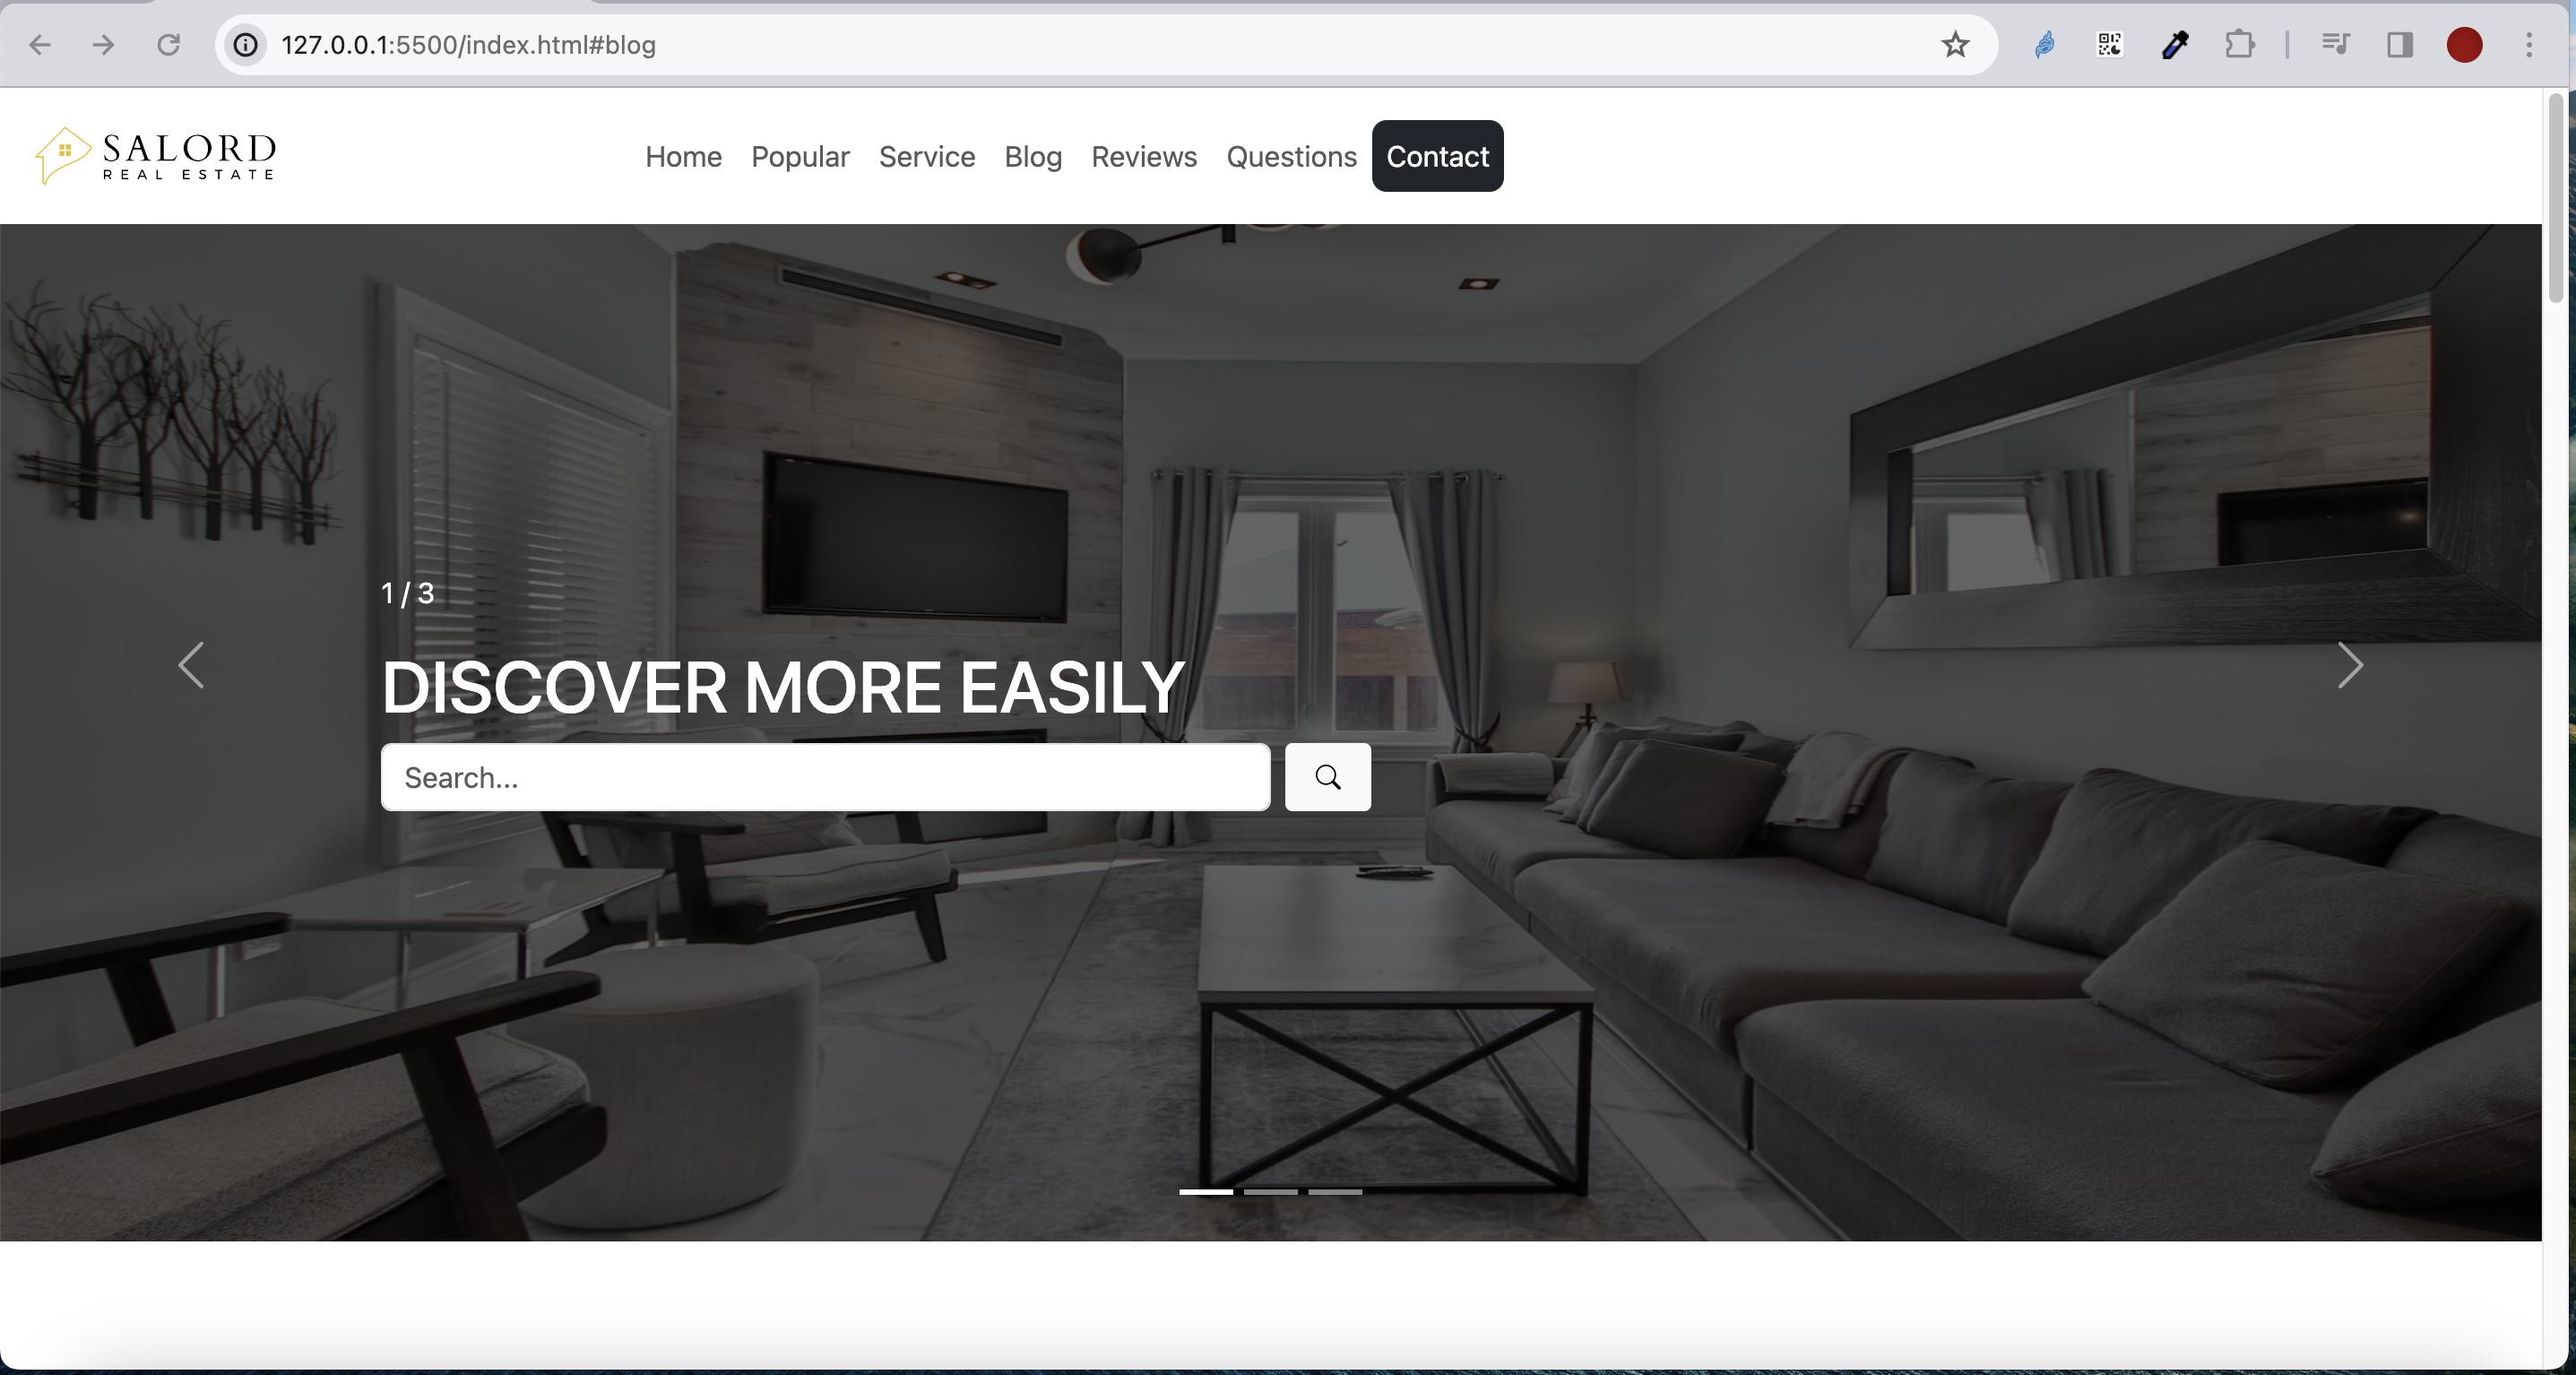 127.0.0.1:5500/index.html#blog
SALORD
REAL ESTATE
Home Popular Service Blog Reviews Questions Contact
1 / 3
DISCOVER MORE EASILY
Search...